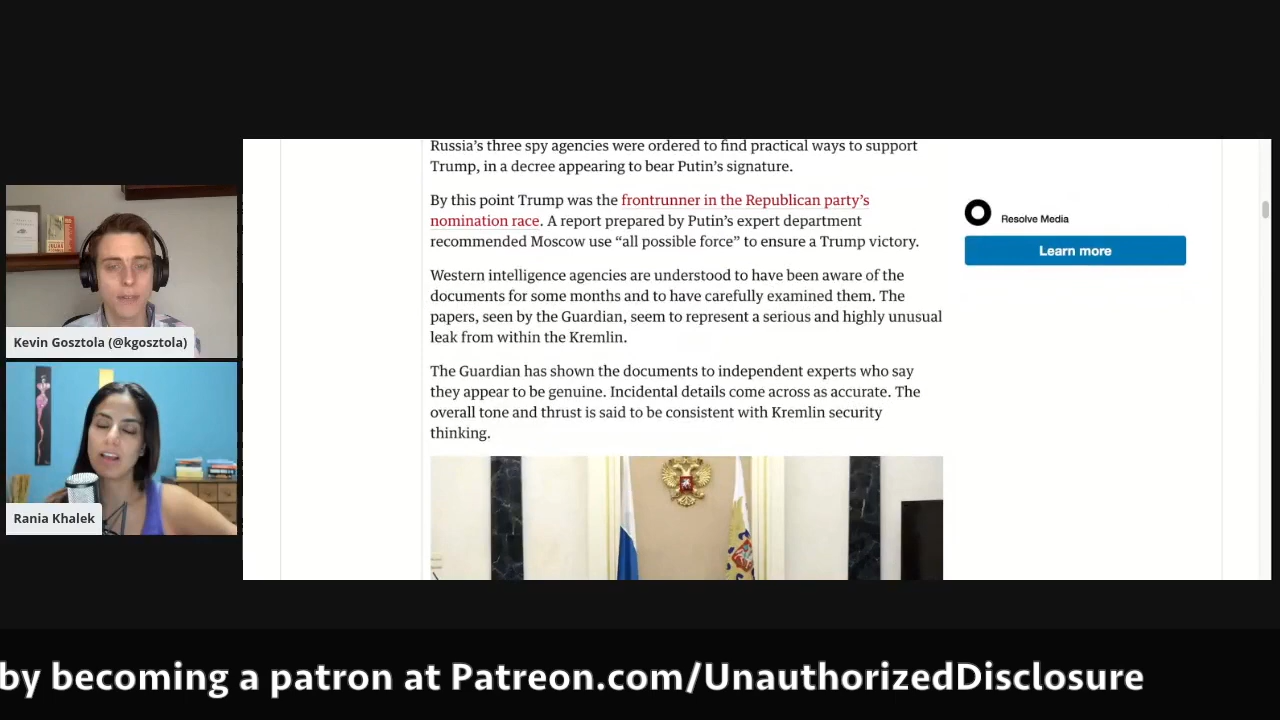 Russia's three spy agencies were ordered to find practical ways to support
Trump, in a decree appearing to bear Putin's signature.
By this point Trump was the frontrunner in the Republican party's
nomination race. A report prepared by Putin's expert department
recommended Moscow use “all possible force” to ensure a Trump victory.
Western intelligence agencies are understood to have been aware of the
documents for some months and to have carefully examined them. The
papers, seen by the Guardian, seem to represent a serious and highly unusual
leak from within the Kremlin.
The Guardian has shown the documents to independent experts who say
they appear to be genuine. Incidental details come across as accurate. The
overall tone and thrust is said to be consistent with Kremlin security
thinking.
Resolve Media
Learn more
Kevin Gosztola (@kgosztola)
Rania Khalek
by becoming a patron at Patreon.com/UnauthorizedDisclosure